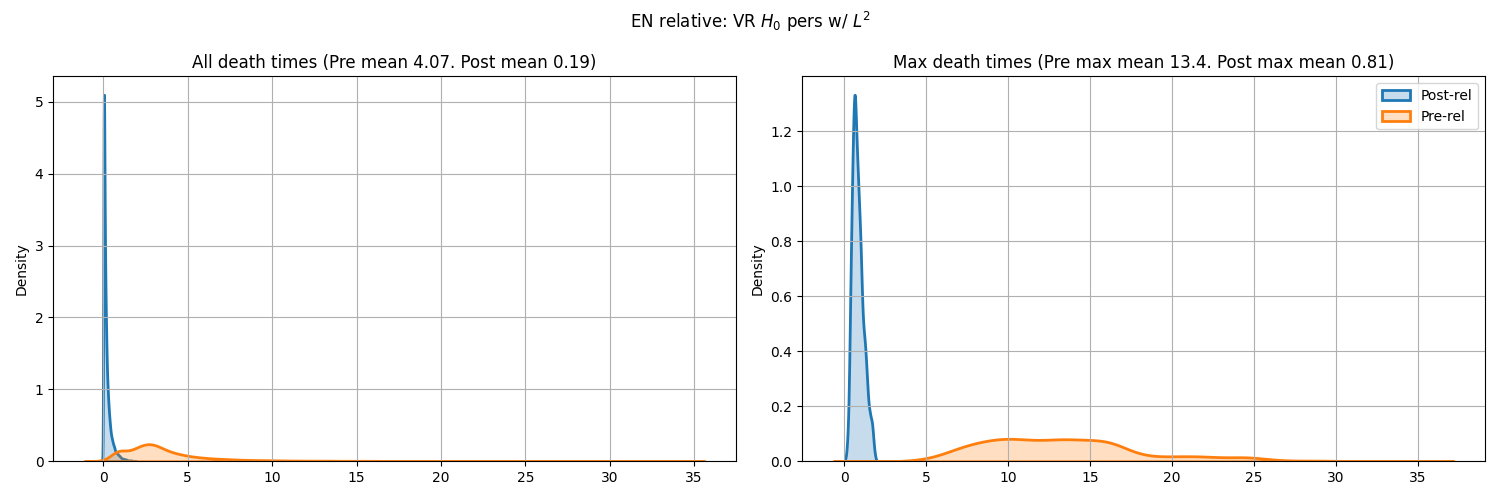 EN relative: VR $H_0$ pers w/ $L^2$
All death times (Pre mean 4.07. Post mean 0.19)
Density
5
4
3
2
1
0
0 5 10 15 20 25 30 35
Max death times (Pre max mean 13.4. Post max mean 0.81)
Density
1.2
1.0
0.8
0.6
0.4
0.2
0.0
0 5 10 15 20 25 30 35
Post-rel
Pre-rel